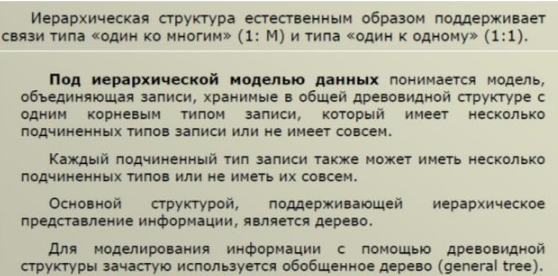 Иерархическая структура естественным образом поддерживает
связи типа «один ко многим» (1: M) и типа «один к одному» (1:1).
Под иерархической моделью данных понимается модель,
объединяющая записи, хранимые в общей древовидной структуре с
одним корневым типом записи, который имеет несколько
подчиненных типов записи или не имеет совсем.
Каждый подчиненный тип записи также может иметь несколько
подчиненных типов или не иметь их совсем.
Основной структурой, поддерживающей иерархическое
представление информации, является дерево.
Для моделирования информации с помощью древовидной
структуры зачастую используется обобщенное дерево (general tree).